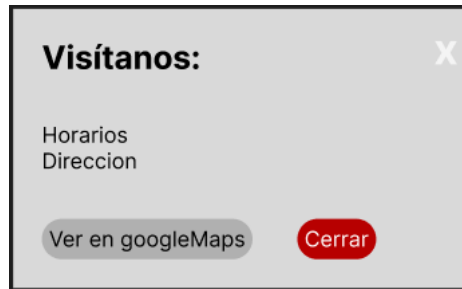 Visítanos:
X
Horarios
Direccion
Ver en googleMaps
Cerrar